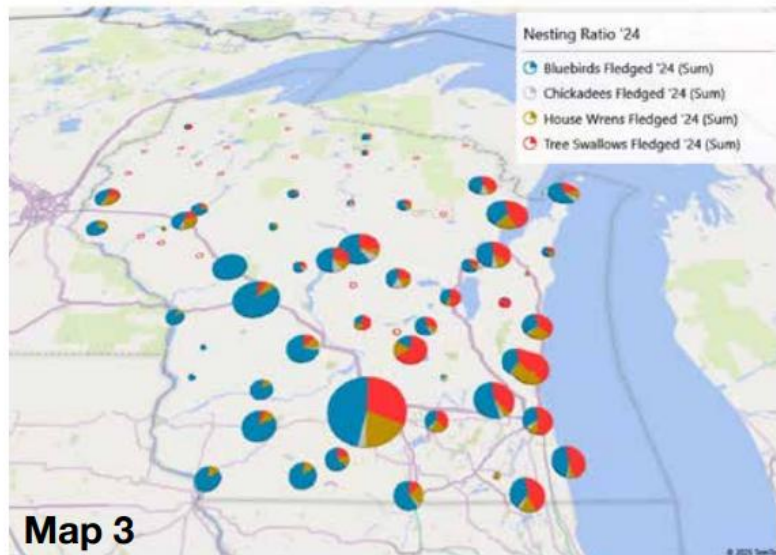 Nesting Ratio '24
Bluebirds Fledged '24 (Sum)
Chickadees Fledged '24 (Sum)
House Wrens Fledged '24 (Sum)
Tree Swallows Fledged '24 (Sum)
Map 3